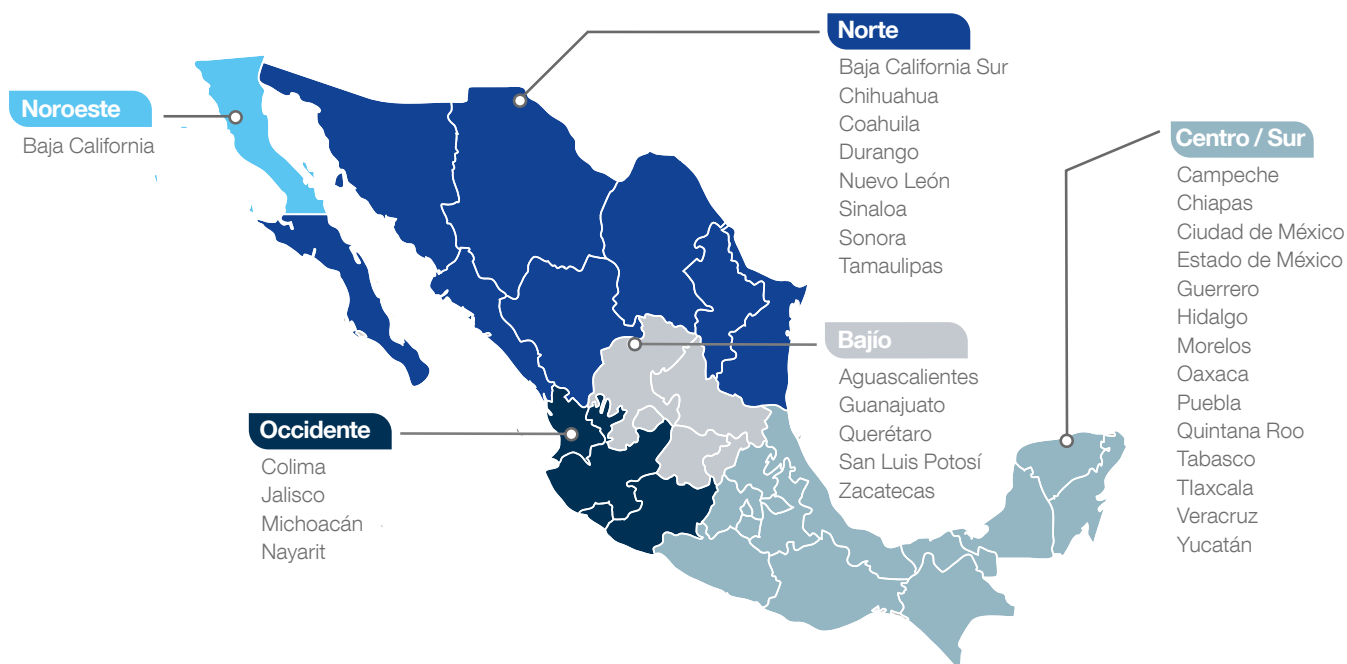 Noroeste
Baja California
Norte
Baja California Sur
Chihuahua
Coahuila
Durango
Nuevo León
Sinaloa
Sonora
Tamaulipas
Centro / Sur
Campeche
Chiapas
Ciudad de México
Estado de México
Guerrero
Hidalgo
Morelos
Oaxaca
Puebla
Quintana Roo
Tabasco
Tlaxcala
Veracruz
Yucatán
Bajío
Aguascalientes
Guanajuato
Querétaro
San Luis Potosí
Zacatecas
Occidente
Colima
Jalisco
Michoacán
Nayarit